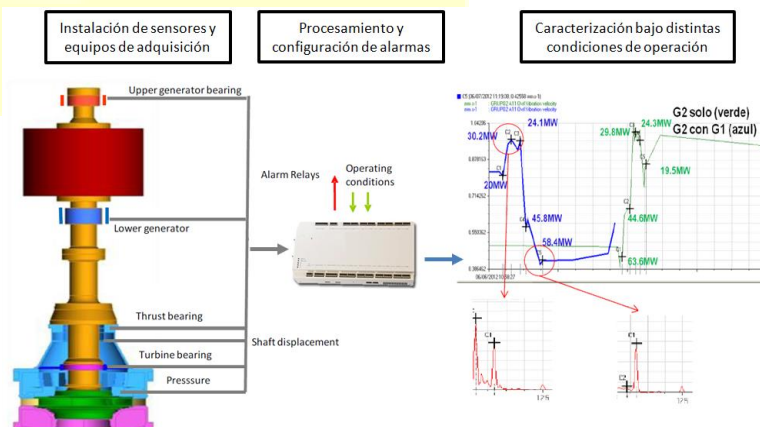 Instalación de sensores y
equipos de adquisición
Procesamiento y
configuración de alarmas
Caracterización bajo distintas
condiciones de operación
Upper generator bearing
Lower generator
Thrust bearing
Shaft displacement
Turbine bearing
Presssure
Alarm Relays
Operating
conditions
G2 solo (verde)
G2 con G1 (azul)
30.2MW
24.1MW
20MW
45.8MW
58.4MW
29.8MW
24.3MW
19.5MW
44.6MW
63.6MW